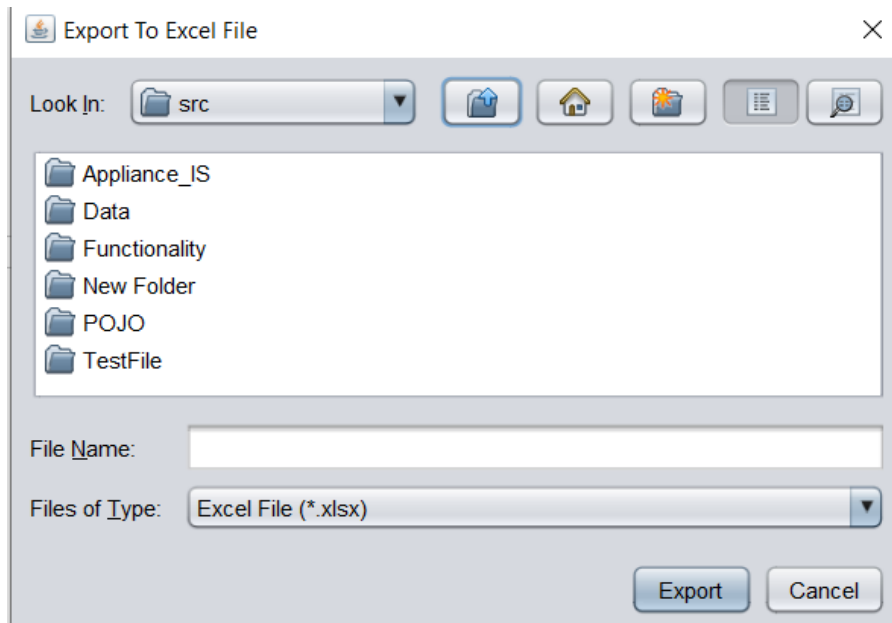 Export To Excel File
Look In: src
Appliance_IS
Data
Functionality
New Folder
POJO
TestFile
File Name:
Files of Type: Excel File (*.xlsx)
Export Cancel